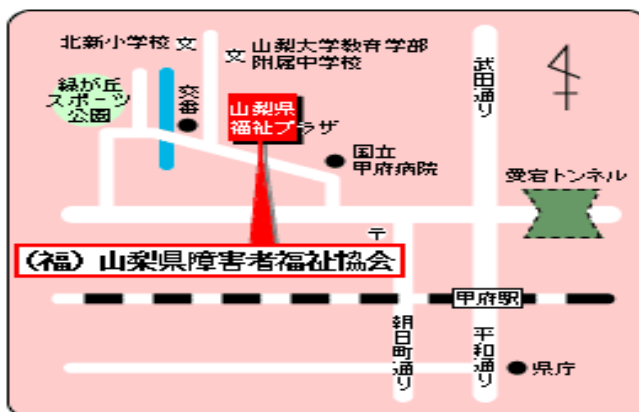 北新小学校 文
文 山梨大学教育学部
附属中学校
緑が丘
スポーツ
公園
交番
山梨県
福祉プラザ
国立
甲府病院
武田通り
愛宕トンネル
〒
(福) 山梨県障害者福祉協会
甲府駅
朝日町通り
平和通り
県庁